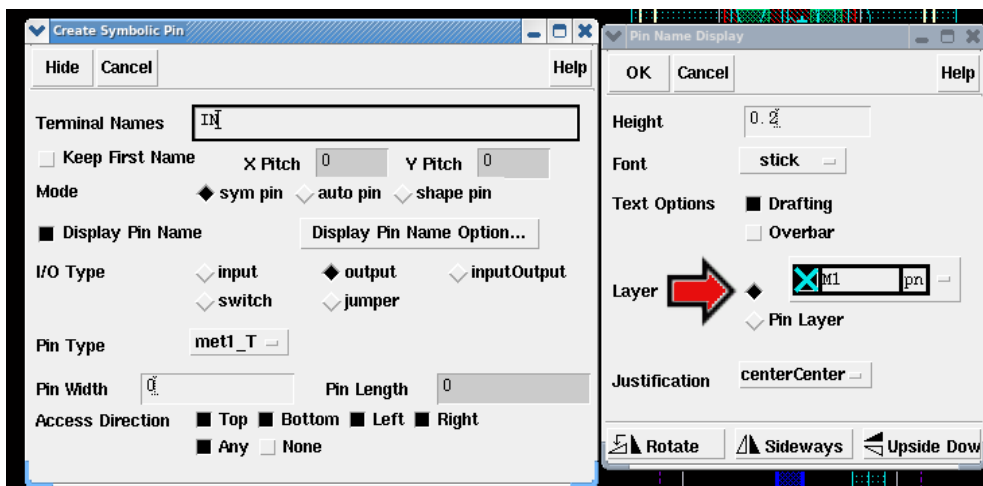 Create Symbolic Pin
Hide Cancel Help
Terminal Names IN
Keep First Name X Pitch 0 Y Pitch 0
Mode sym pin auto pin shape pin
Display Pin Name Display Pin Name Option...
I/O Type input output inputOutput
switch jumper
Pin Type met1_T
Pin Width 0 Pin Length 0
Access Direction Top Bottom Left Right
Any None
Pin Name Display
OK Cancel Help
Height 0.2
Font stick
Text Options Drafting
Overbar
Layer M1 pn
Pin Layer
Justification centerCenter
Rotate Sideways Upside Dow